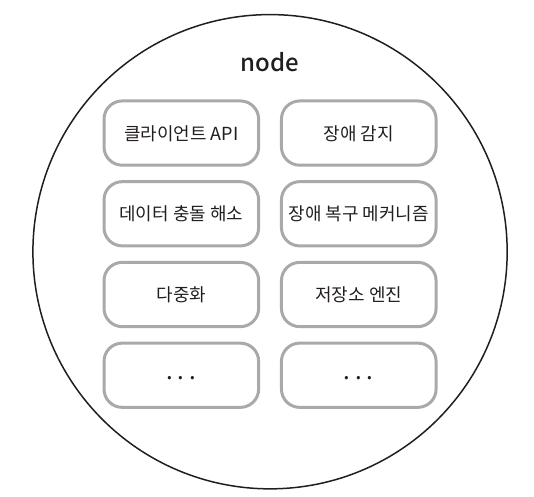 node
클라이언트 API
장애 감지
데이터 충돌 해소
장애 복구 메커니즘
다중화
저장소 엔진
...
...